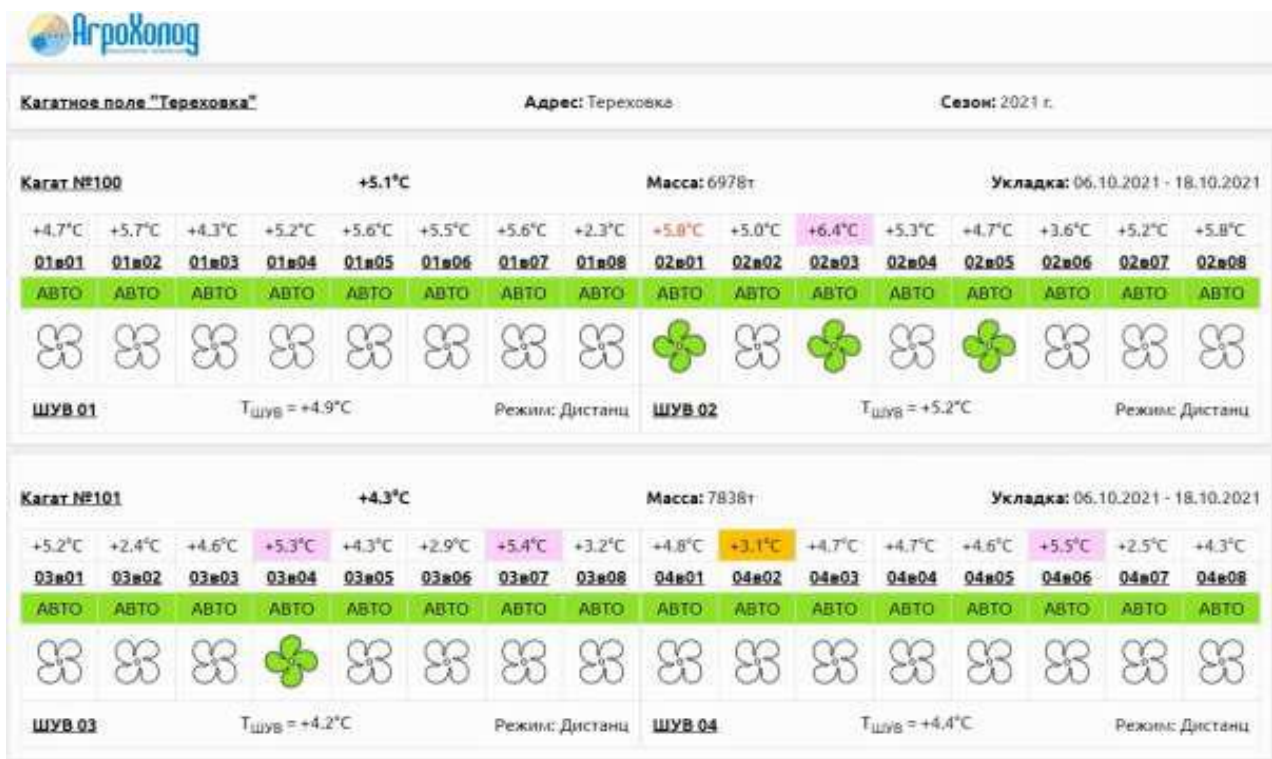 АгроХолод
Кагатное поле "Тереховка" Адрес: Тереховка Сезон: 2021 г.
Кагат №100 +5.1°C Масса: 6978т Укладка: 06.10.2021 - 18.10.2021
+4.7°C +5.7°C +4.3°C +5.2°C +5.6°C +5.5°C +5.6°C +2.3°C +5.8°C +5.0°C +6.4°C +5.3°C +4.7°C +3.6°C +5.2°C +5.8°C
01в01 01в02 01в03 01в04 01в05 01в06 01в07 01в08 02в01 02в02 02в03 02в04 02в05 02в06 02в07 02в08
АВТО АВТО АВТО АВТО АВТО АВТО АВТО АВТО АВТО АВТО АВТО АВТО АВТО АВТО АВТО АВТО
ШУВ 01 TШУВ = +4.9°C Режим: Дистанц ШУВ 02 TШУВ = +5.2°C Режим: Дистанц
Кагат №101 +4.3°C Масса: 7838т Укладка: 06.10.2021 - 18.10.2021
+5.2°C +2.4°C +4.6°C +5.3°C +4.3°C +2.9°C +5.4°C +3.2°C +4.8°C +3.1°C +4.7°C +4.7°C +4.6°C +5.5°C +2.5°C +4.3°C
03в01 03в02 03в03 03в04 03в05 03в06 03в07 03в08 04в01 04в02 04в03 04в04 04в05 04в06 04в07 04в08
АВТО АВТО АВТО АВТО АВТО АВТО АВТО АВТО АВТО АВТО АВТО АВТО АВТО АВТО АВТО АВТО
ШУВ 03 TШУВ = +4.2°C Режим: Дистанц ШУВ 04 TШУВ = +4.4°C Режим: Дистанц